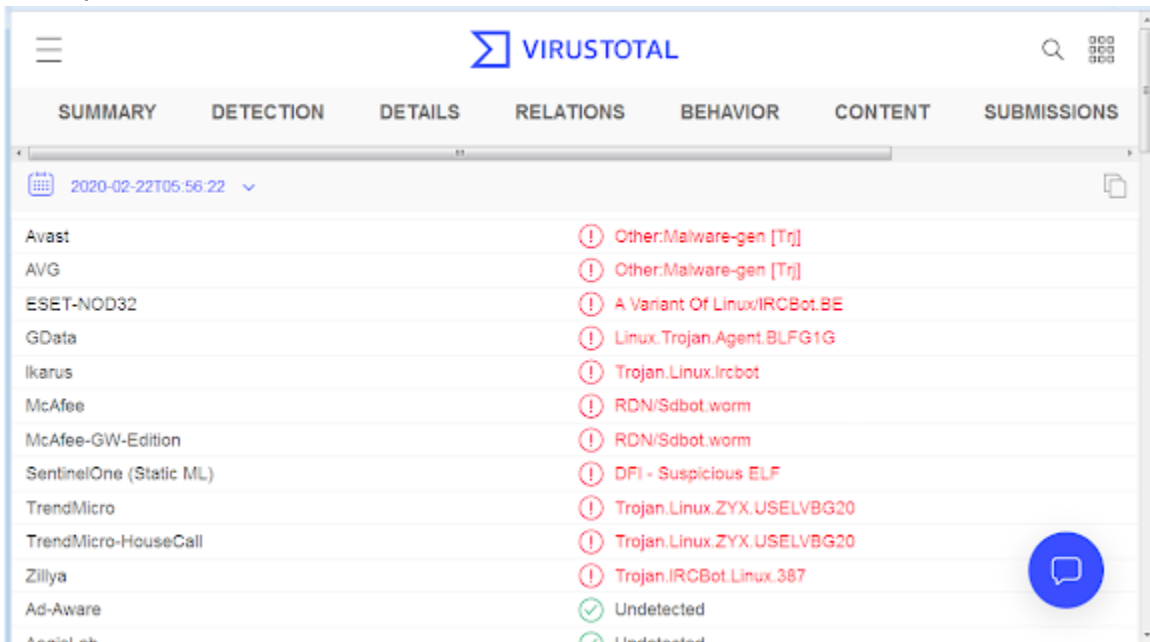 VIRUSTOTAL
SUMMARY DETECTION DETAILS RELATIONS BEHAVIOR CONTENT SUBMISSIONS
2020-02-22T05:56:22
Avast Other:Malware-gen [Trj]
AVG Other:Malware-gen [Trj]
ESET-NOD32 A Variant Of Linux/IRCBot.BE
GData Linux.Trojan.Agent.BLFG1G
Ikarus Trojan.Linux.Ircbot
McAfee RDN/Sdbot.worm
McAfee-GW-Edition RDN/Sdbot.worm
SentinelOne (Static ML) DFI - Suspicious ELF
TrendMicro Trojan.Linux.ZYX.USELVBG20
TrendMicro-HouseCall Trojan.Linux.ZYX.USELVBG20
Zillya Trojan.IRCBot.Linux.387
Ad-Aware Undetected
AegisLab Undetected